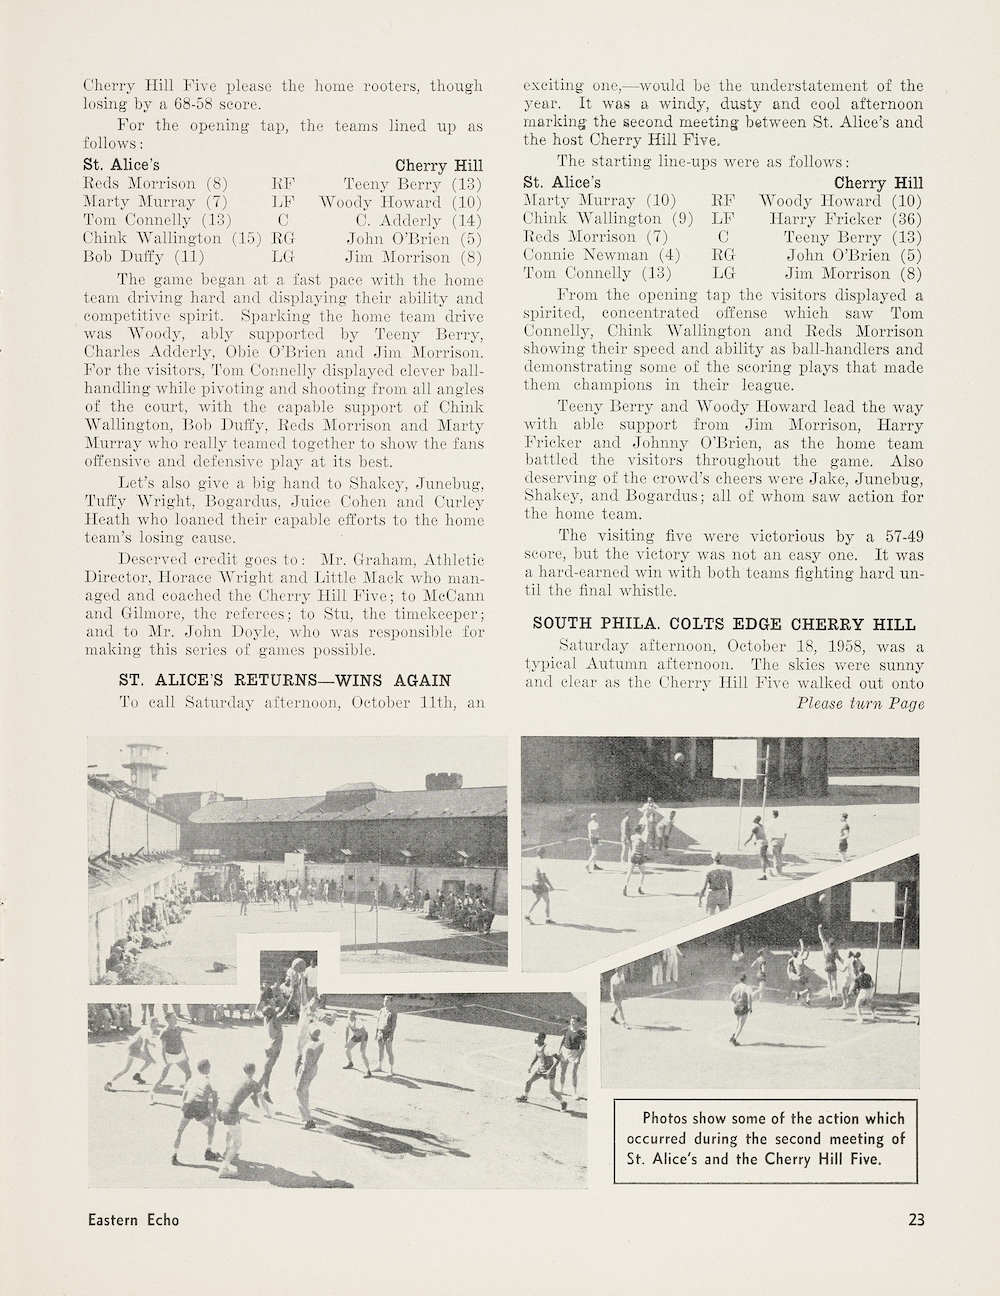 Cherry Hill Five please the home rooters, though
losing by a 68-58 score.
For the opening tap, the teams lined up as
follows:
St. Alice's Cherry Hill
Reds Morrison (8) RF Teeny Berry (13)
Marty Murray (7) LF Woody Howard (10)
Tom Connelly (13) C C. Adderly (14)
Chink Wallington (15) RG John O'Brien (5)
Bob Duffy (11) LG Jim Morrison (8)
The game began at a fast pace with the home
team driving hard and displaying their ability and
competitive spirit. Sparking the home team drive
was Woody, ably supported by Teeny Berry,
Charles Adderly, Obie O'Brien and Jim Morrison.
For the visitors, Tom Connelly displayed clever ball-
handling while pivoting and shooting from all angles
of the court, with the capable support of Chink
Wallington, Bob Duffy, Reds Morrison and Marty
Murray who really teamed together to show the fans
offensive and defensive play at its best.
Let's also give a big hand to Shakey, Junebug,
Tuffy Wright, Bogardus, Juice Cohen and Curley
Heath who loaned their capable efforts to the home
team's losing cause.
Deserved credit goes to: Mr. Graham, Athletic
Director, Horace Wright and Little Mack who man-
aged and coached the Cherry Hill Five; to McCann
and Gilmore, the referees; to Stu, the timekeeper;
and to Mr. John Doyle, who was responsible for
making this series of games possible.
ST. ALICE'S RETURNS—WINS AGAIN
To call Saturday afternoon, October 11th, an
exciting one,—would be the understatement of the
year. It was a windy, dusty and cool afternoon
marking the second meeting between St. Alice's and
the host Cherry Hill Five.
The starting line-ups were as follows:
St. Alice's Cherry Hill
Marty Murray (10) RF Woody Howard (10)
Chink Wallington (9) LF Harry Fricker (36)
Reds Morrison (7) C Teeny Berry (13)
Connie Newman (4) RG John O'Brien (5)
Tom Connelly (13) LG Jim Morrison (8)
From the opening tap the visitors displayed a
spirited, concentrated offense which saw Tom
Connelly, Chink Wallington and Reds Morrison
showing their speed and ability as ball-handlers and
demonstrating some of the scoring plays that made
them champions in their league.
Teeny Berry and Woody Howard lead the way
with able support from Jim Morrison, Harry
Fricker and Johnny O'Brien, as the home team
battled the visitors throughout the game. Also
deserving of the crowd's cheers were Jake, Junebug,
Shakey, and Bogardus; all of whom saw action for
the home team.
The visiting five were victorious by a 57-49
score, but the victory was not an easy one. It was
a hard-earned win with both teams fighting hard un-
til the final whistle.
SOUTH PHILA. COLTS EDGE CHERRY HILL
Saturday afternoon, October 18, 1958, was a
typical Autumn afternoon. The skies were sunny
and clear as the Cherry Hill Five walked out onto
Please turn Page
Photos show some of the action which
occurred during the second meeting of
St. Alice's and the Cherry Hill Five.
Eastern Echo 23